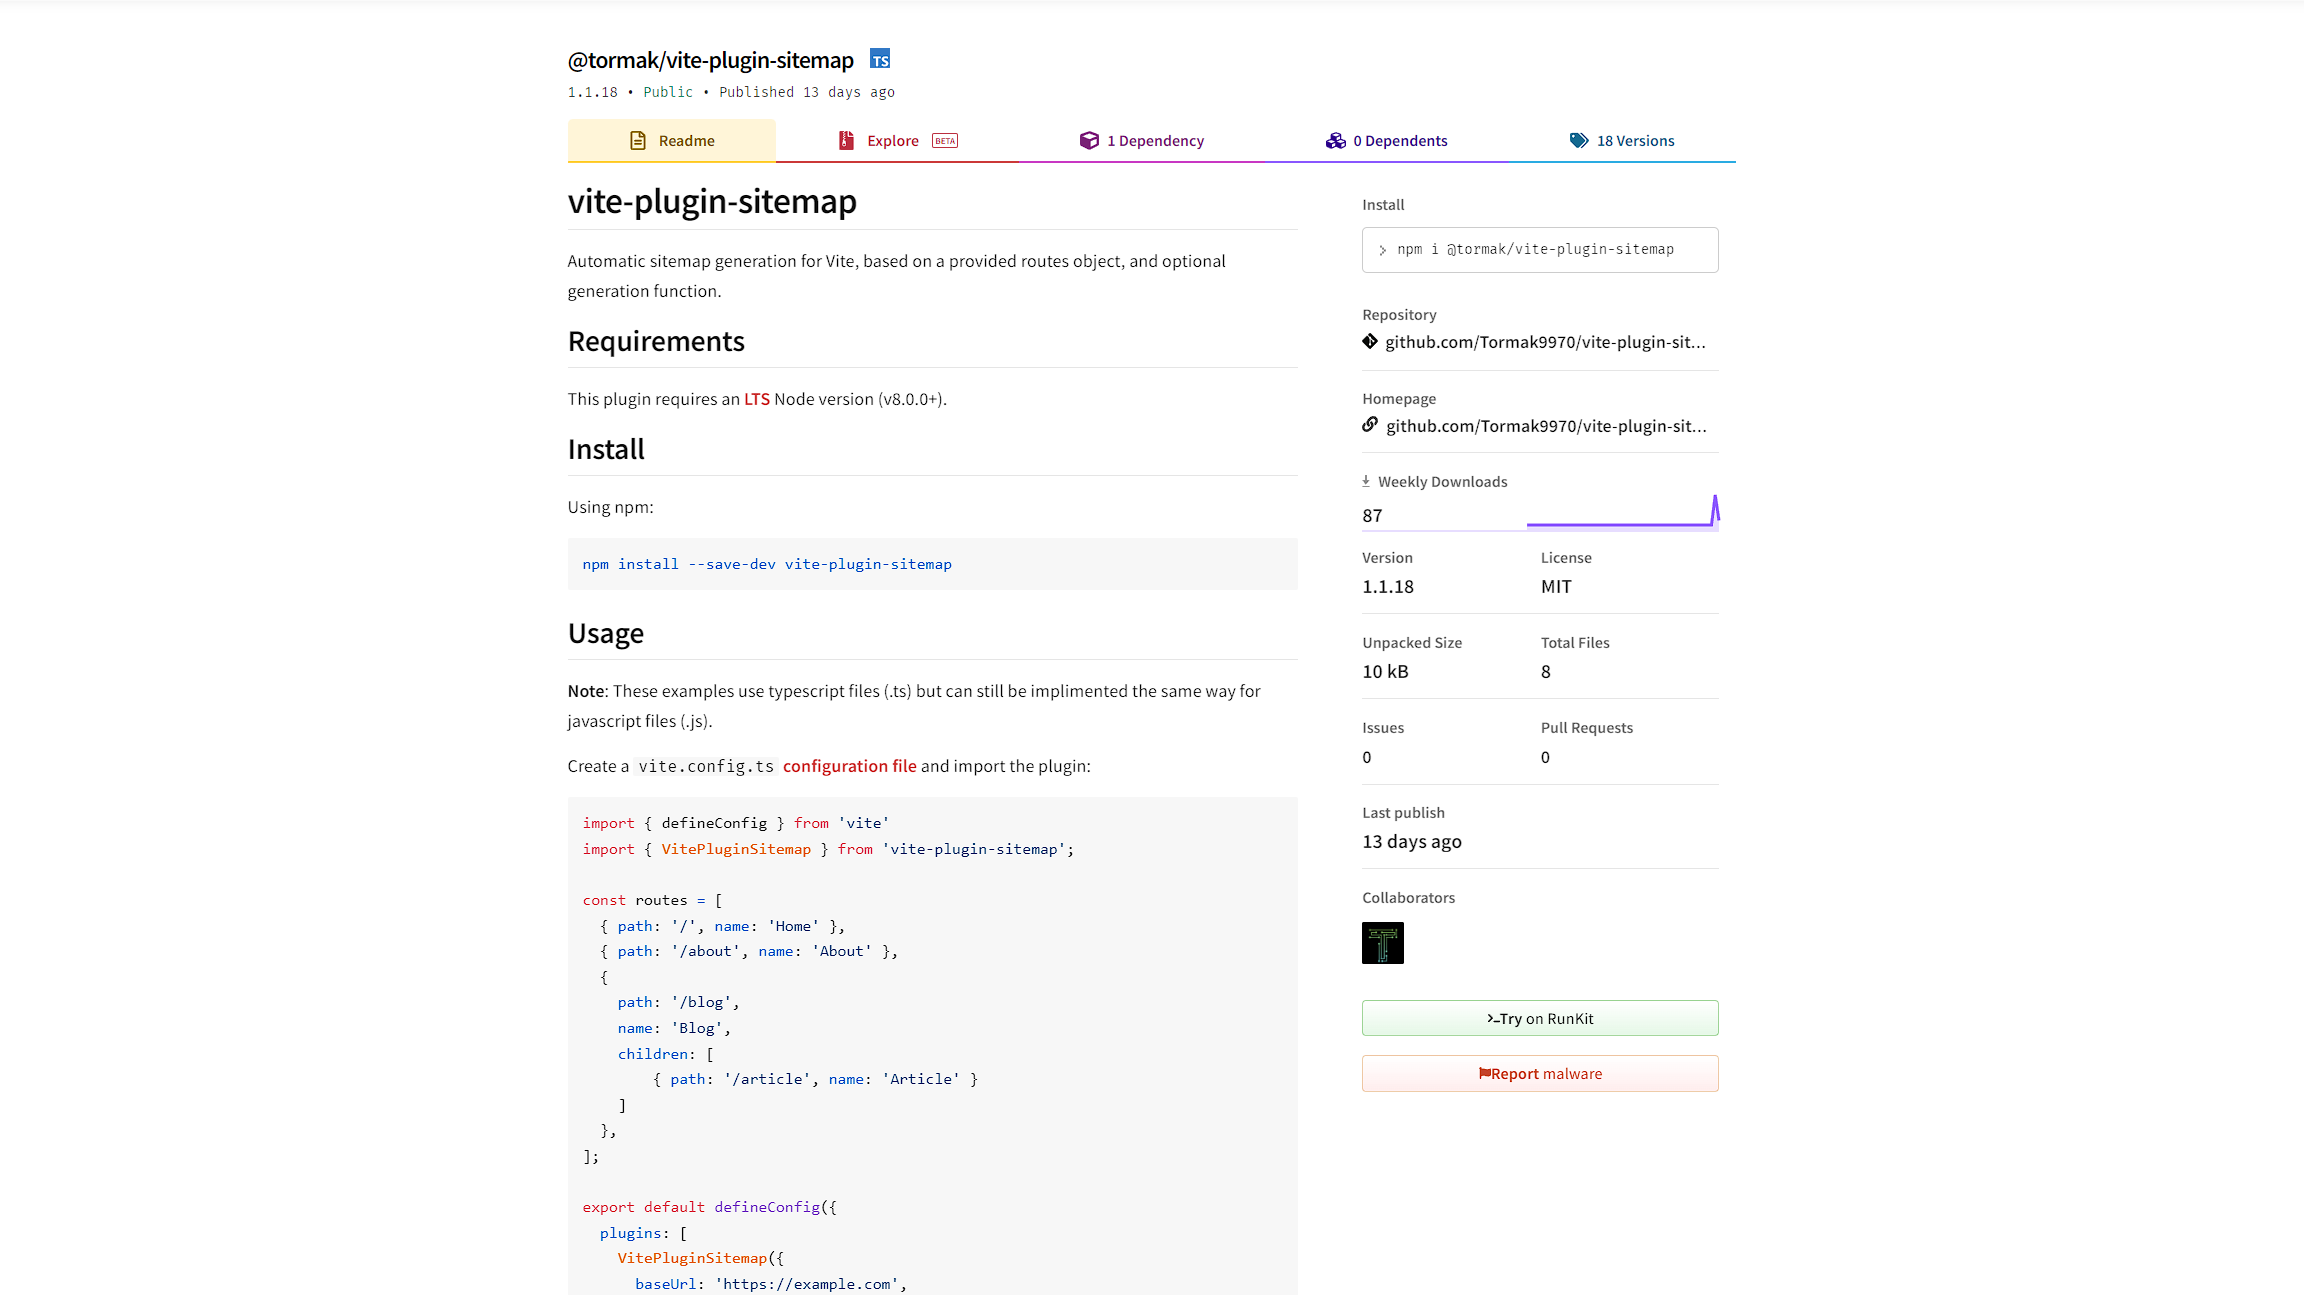 @tormak/vite-plugin-sitemap TS
1.1.18 • Public • Published 13 days ago
Readme
Explore BETA
1 Dependency
0 Dependents
18 Versions
vite-plugin-sitemap
Automatic sitemap generation for Vite, based on a provided routes object, and optional
generation function.
Requirements
This plugin requires an LTS Node version (v8.0.0+).
Install
Using npm:
npm install --save-dev vite-plugin-sitemap
Usage
Note: These examples use typescript files (.ts) but can still be implimented the same way for
javascript files (.js).
Create a vite.config.ts configuration file and import the plugin:
import { defineConfig } from 'vite'
import { VitePluginSitemap } from 'vite-plugin-sitemap';
const routes = [
{ path: '/', name: 'Home' },
{ path: '/about', name: 'About' },
{
path: '/blog',
name: 'Blog',
children: [
{ path: '/article', name: 'Article' }
]
},
];
export default defineConfig({
plugins: [
VitePluginSitemap({
baseUrl: 'https://example.com',
Install
> npm i @tormak/vite-plugin-sitemap
Repository
github.com/Tormak9970/vite-plugin-sit...
Homepage
github.com/Tormak9970/vite-plugin-sit...
Weekly Downloads
87
Version
1.1.18
License
MIT
Unpacked Size
10 kB
Total Files
8
Issues
0
Pull Requests
0
Last publish
13 days ago
Collaborators
T
>_Try on RunKit
Report malware